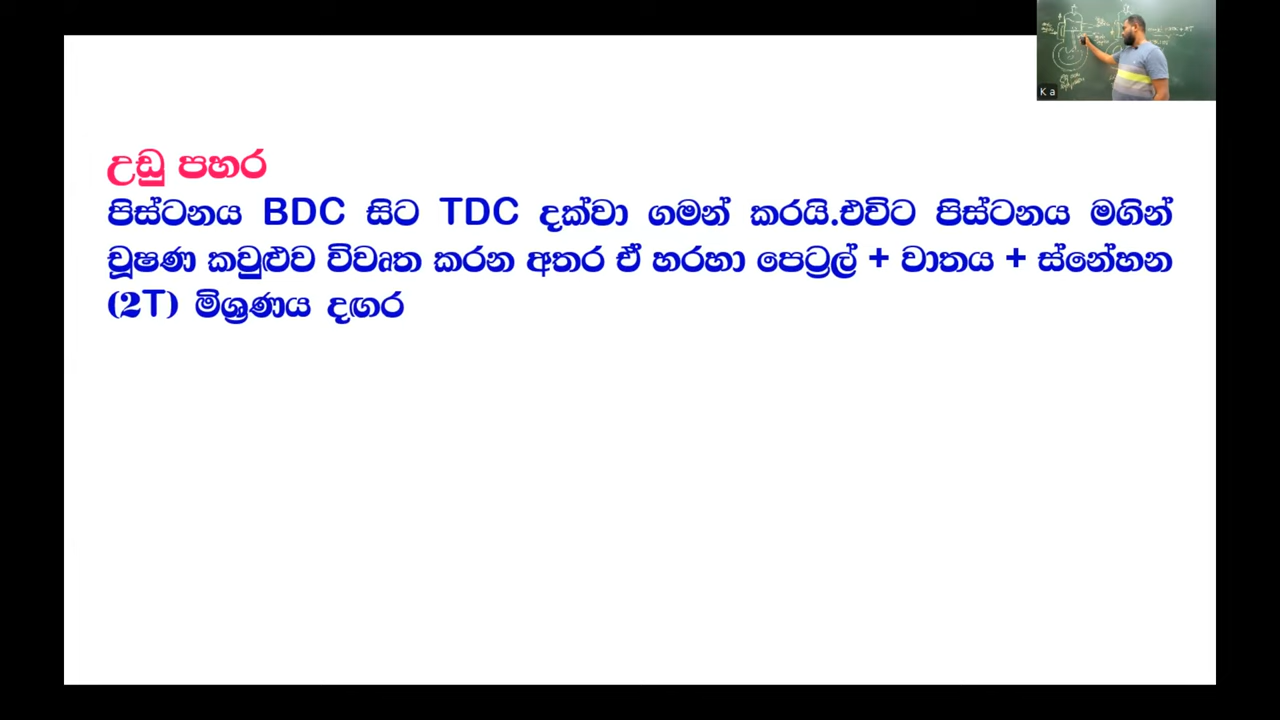 උඩු පහර
පිස්ටනය BDC සිට TDC දක්වා ගමන් කරයි.එවිට පිස්ටනය මගින්
චූෂණ කවුළුව විවෘත කරන අතර ඒ හරහා පෙට්‍රල් + වාතය + ස්නේහන
(2T) මිශ්‍රණය දඟර
K a